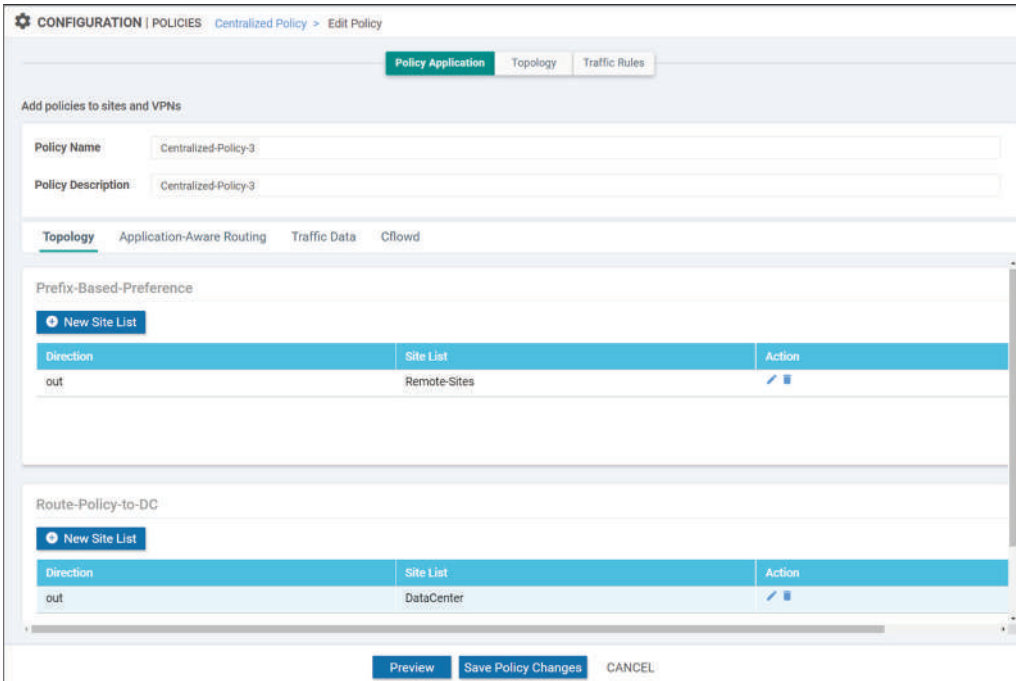 CONFIGURATION | POLICIES Centralized Policy > Edit Policy
Policy Application Topology Traffic Rules
Add policies to sites and VPNs
Policy Name Centralized-Policy-3
Policy Description Centralized-Policy-3
Topology Application-Aware Routing Traffic Data Cflowd
Prefix-Based-Preference
New Site List
Direction Site List Action
out Remote-Sites
Route-Policy-to-DC
New Site List
Direction Site List Action
out DataCenter
Preview Save Policy Changes CANCEL